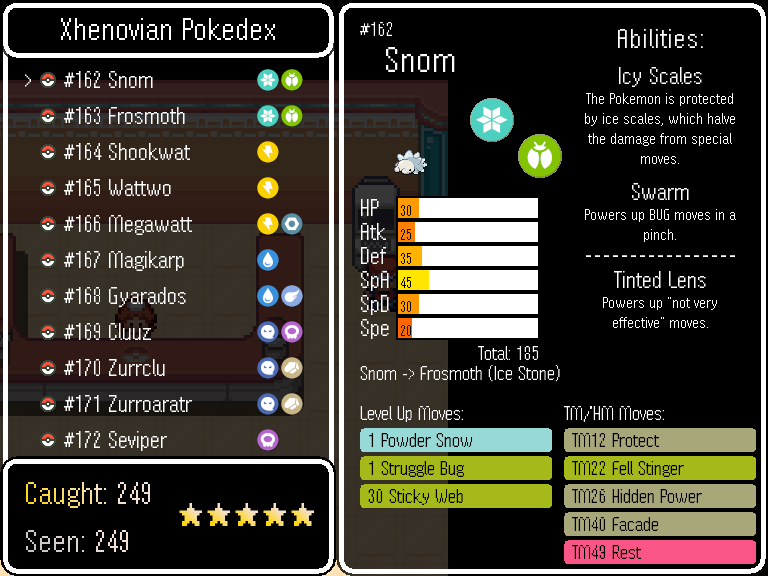 Xhenovian Pokedex
> #162 Snom
#163 Frosmoth
#164 Shookwat
#165 Wattwo
#166 Megawatt
#167 Magikarp
#168 Gyarados
#169 Cluuz
#170 Zurrclu
#171 Zurroaratr
#172 Seviper
Caught: 249
Seen: 249
#162
Snom
HP 30
Atk 25
Def 35
SpA 45
SpD 30
Spe 20
Total: 185
Snom -> Frosmoth (Ice Stone)
Abilities:
Icy Scales
The Pokemon is protected
by ice scales, which halve
the damage from special
moves.
Swarm
Powers up BUG moves in a
pinch.
Tinted Lens
Powers up "not very
effective" moves.
Level Up Moves:
1 Powder Snow
1 Struggle Bug
30 Sticky Web
TM/HM Moves:
TM12 Protect
TM22 Fell Stinger
TM26 Hidden Power
TM40 Facade
TM49 Rest